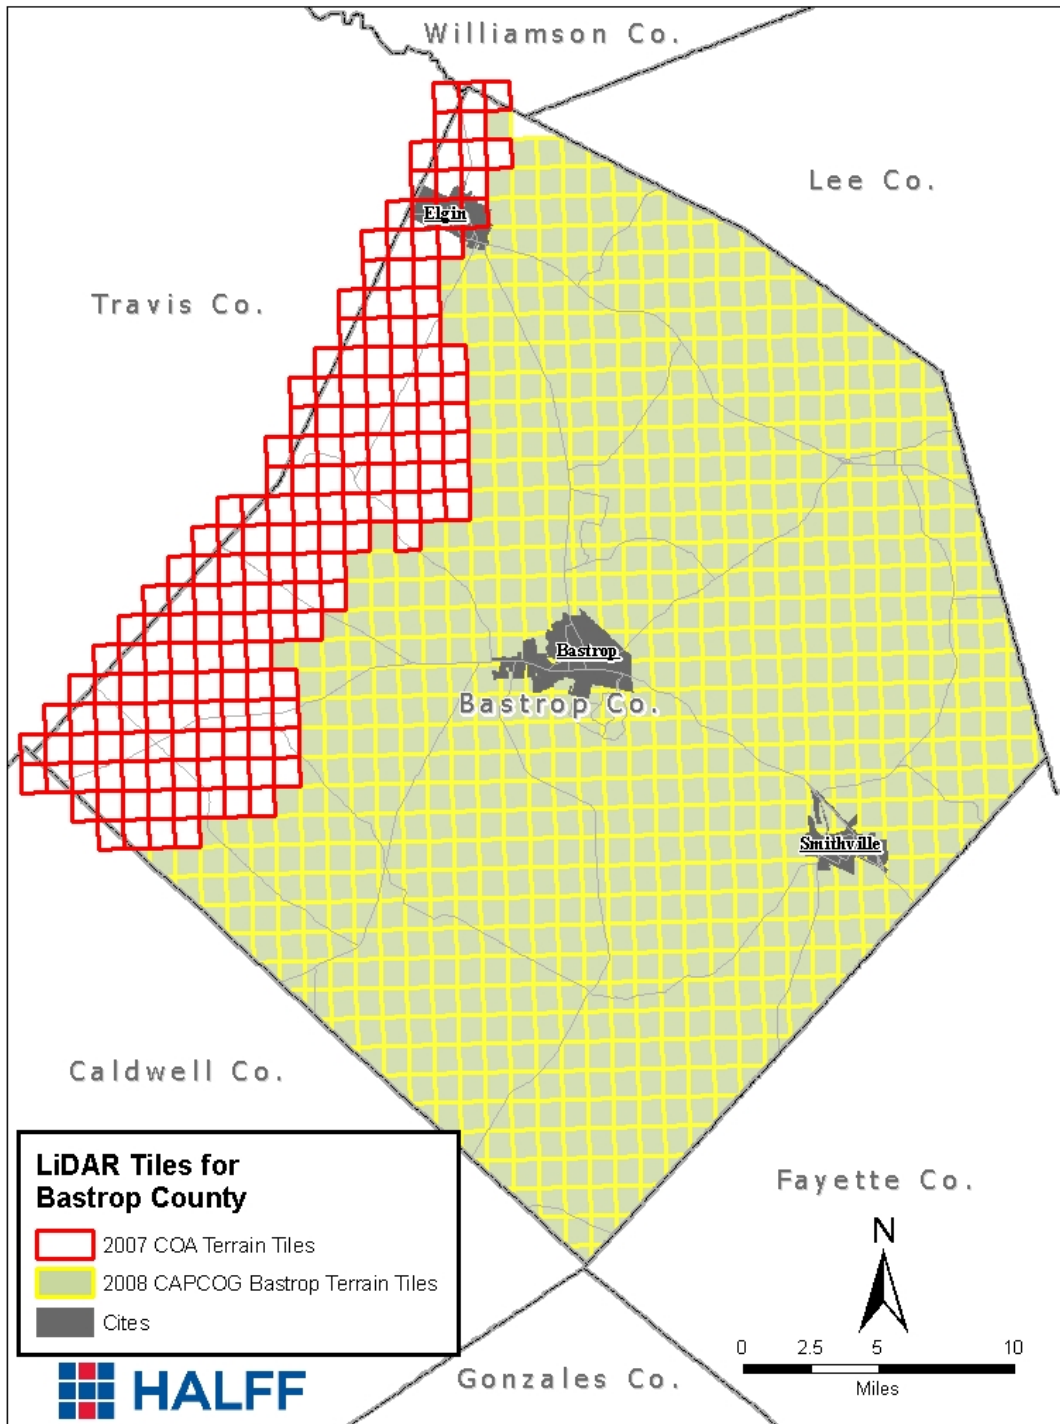 Williamson Co.
Lee Co.
Elgin
Travis Co.
Bastrop
Bastrop Co.
Smithville
Caldwell Co.
LiDAR Tiles for
Bastrop County
2007 COA Terrain Tiles
2008 CAPCOG Bastrop Terrain Tiles
Cites
Fayette Co.
N
0 2.5 5 10
Miles
HALFF
Gonzales Co.